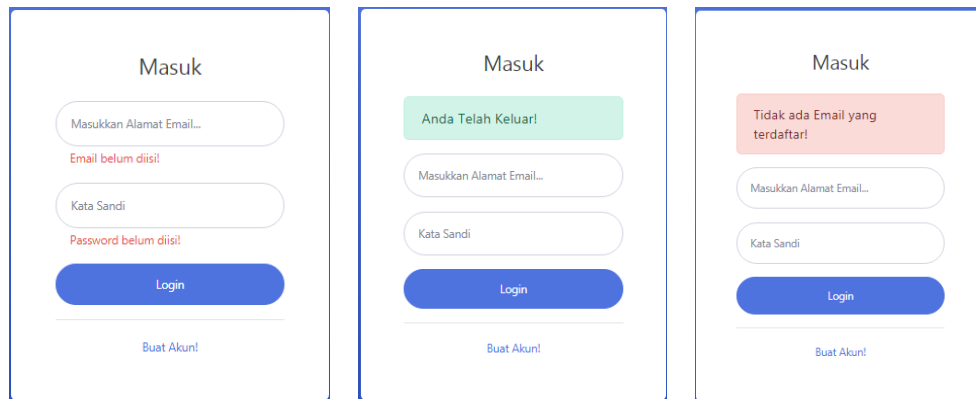 Masuk
Masukkan Alamat Email...
Email belum diisi!
Kata Sandi
Password belum diisi!
Login
Buat Akun!
Masuk
Anda Telah Keluar!
Masukkan Alamat Email...
Kata Sandi
Login
Buat Akun!
Masuk
Tidak ada Email yang
terdaftar!
Masukkan Alamat Email...
Kata Sandi
Login
Buat Akun!